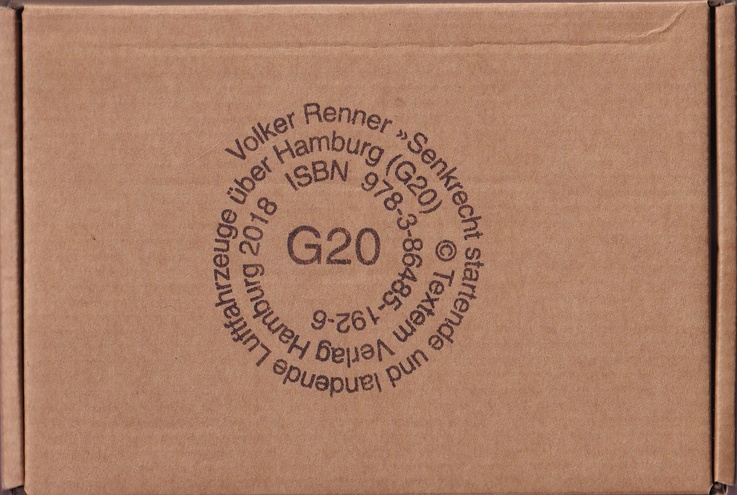 Volker Renner »Senkrecht startende und landende Luftfahrzeuge über Hamburg (G20) © Textem Verlag Hamburg 2018 ISBN 978-3-86485-192-6
G20